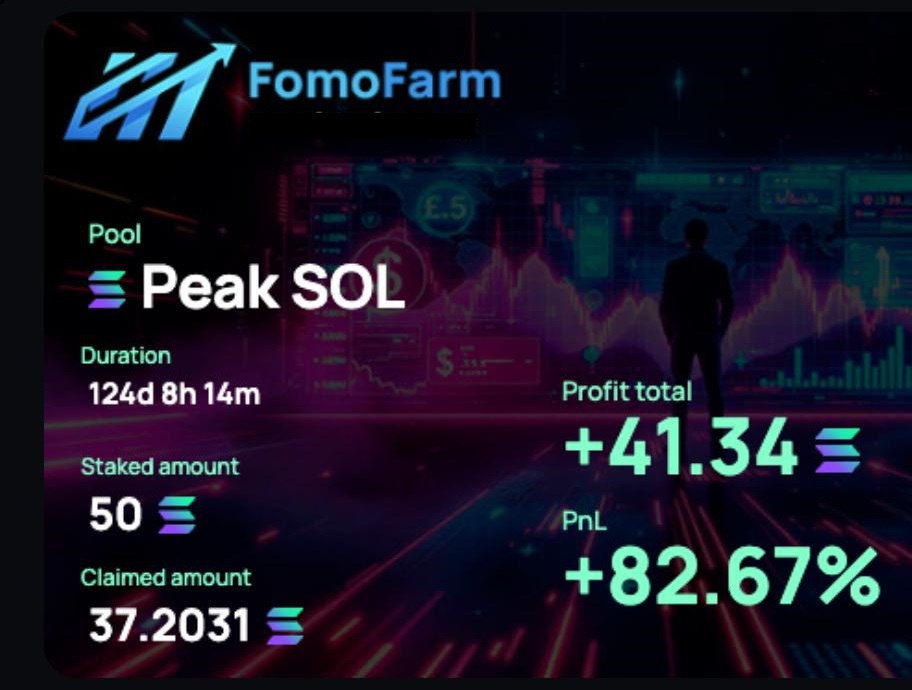 FomoFarm
Pool
Peak SOL
Duration
124d 8h 14m
Staked amount
50
Claimed amount
37.2031
Profit total
+41.34
PnL
+82.67%
£.5
$
$